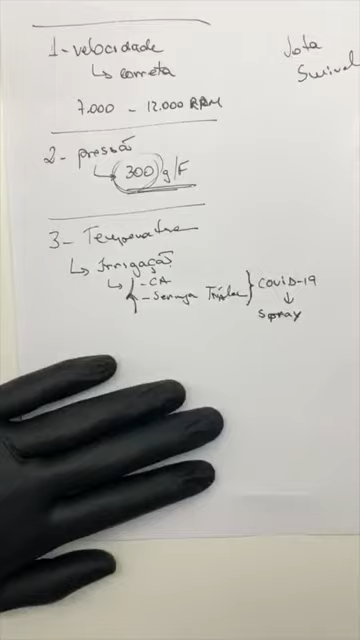 1 - velocidade
↳ correta
7.000 - 12.000 RPM
2 - pressão
↳ 300 g/F
3 - Temperatura
↳ Irrigação
↳ - CA
- Seringa Tríplice } COVID-19
↓
spray
Jota